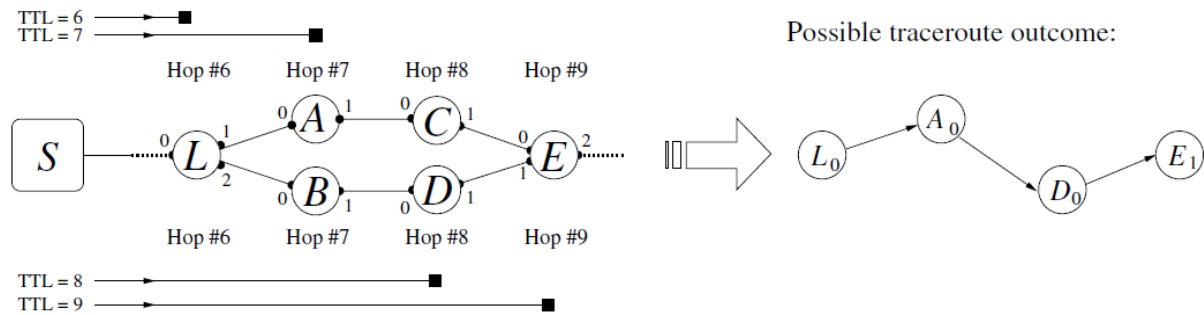 TTL = 6
TTL = 7
Possible traceroute outcome:
Hop #6 Hop #7 Hop #8 Hop #9
0 A 1 0 C 1
S 0 L 1 2 0 E 2 1
0 B 1 0 D 1
L0 A0 D0 E1
Hop #6 Hop #7 Hop #8 Hop #9
TTL = 8
TTL = 9